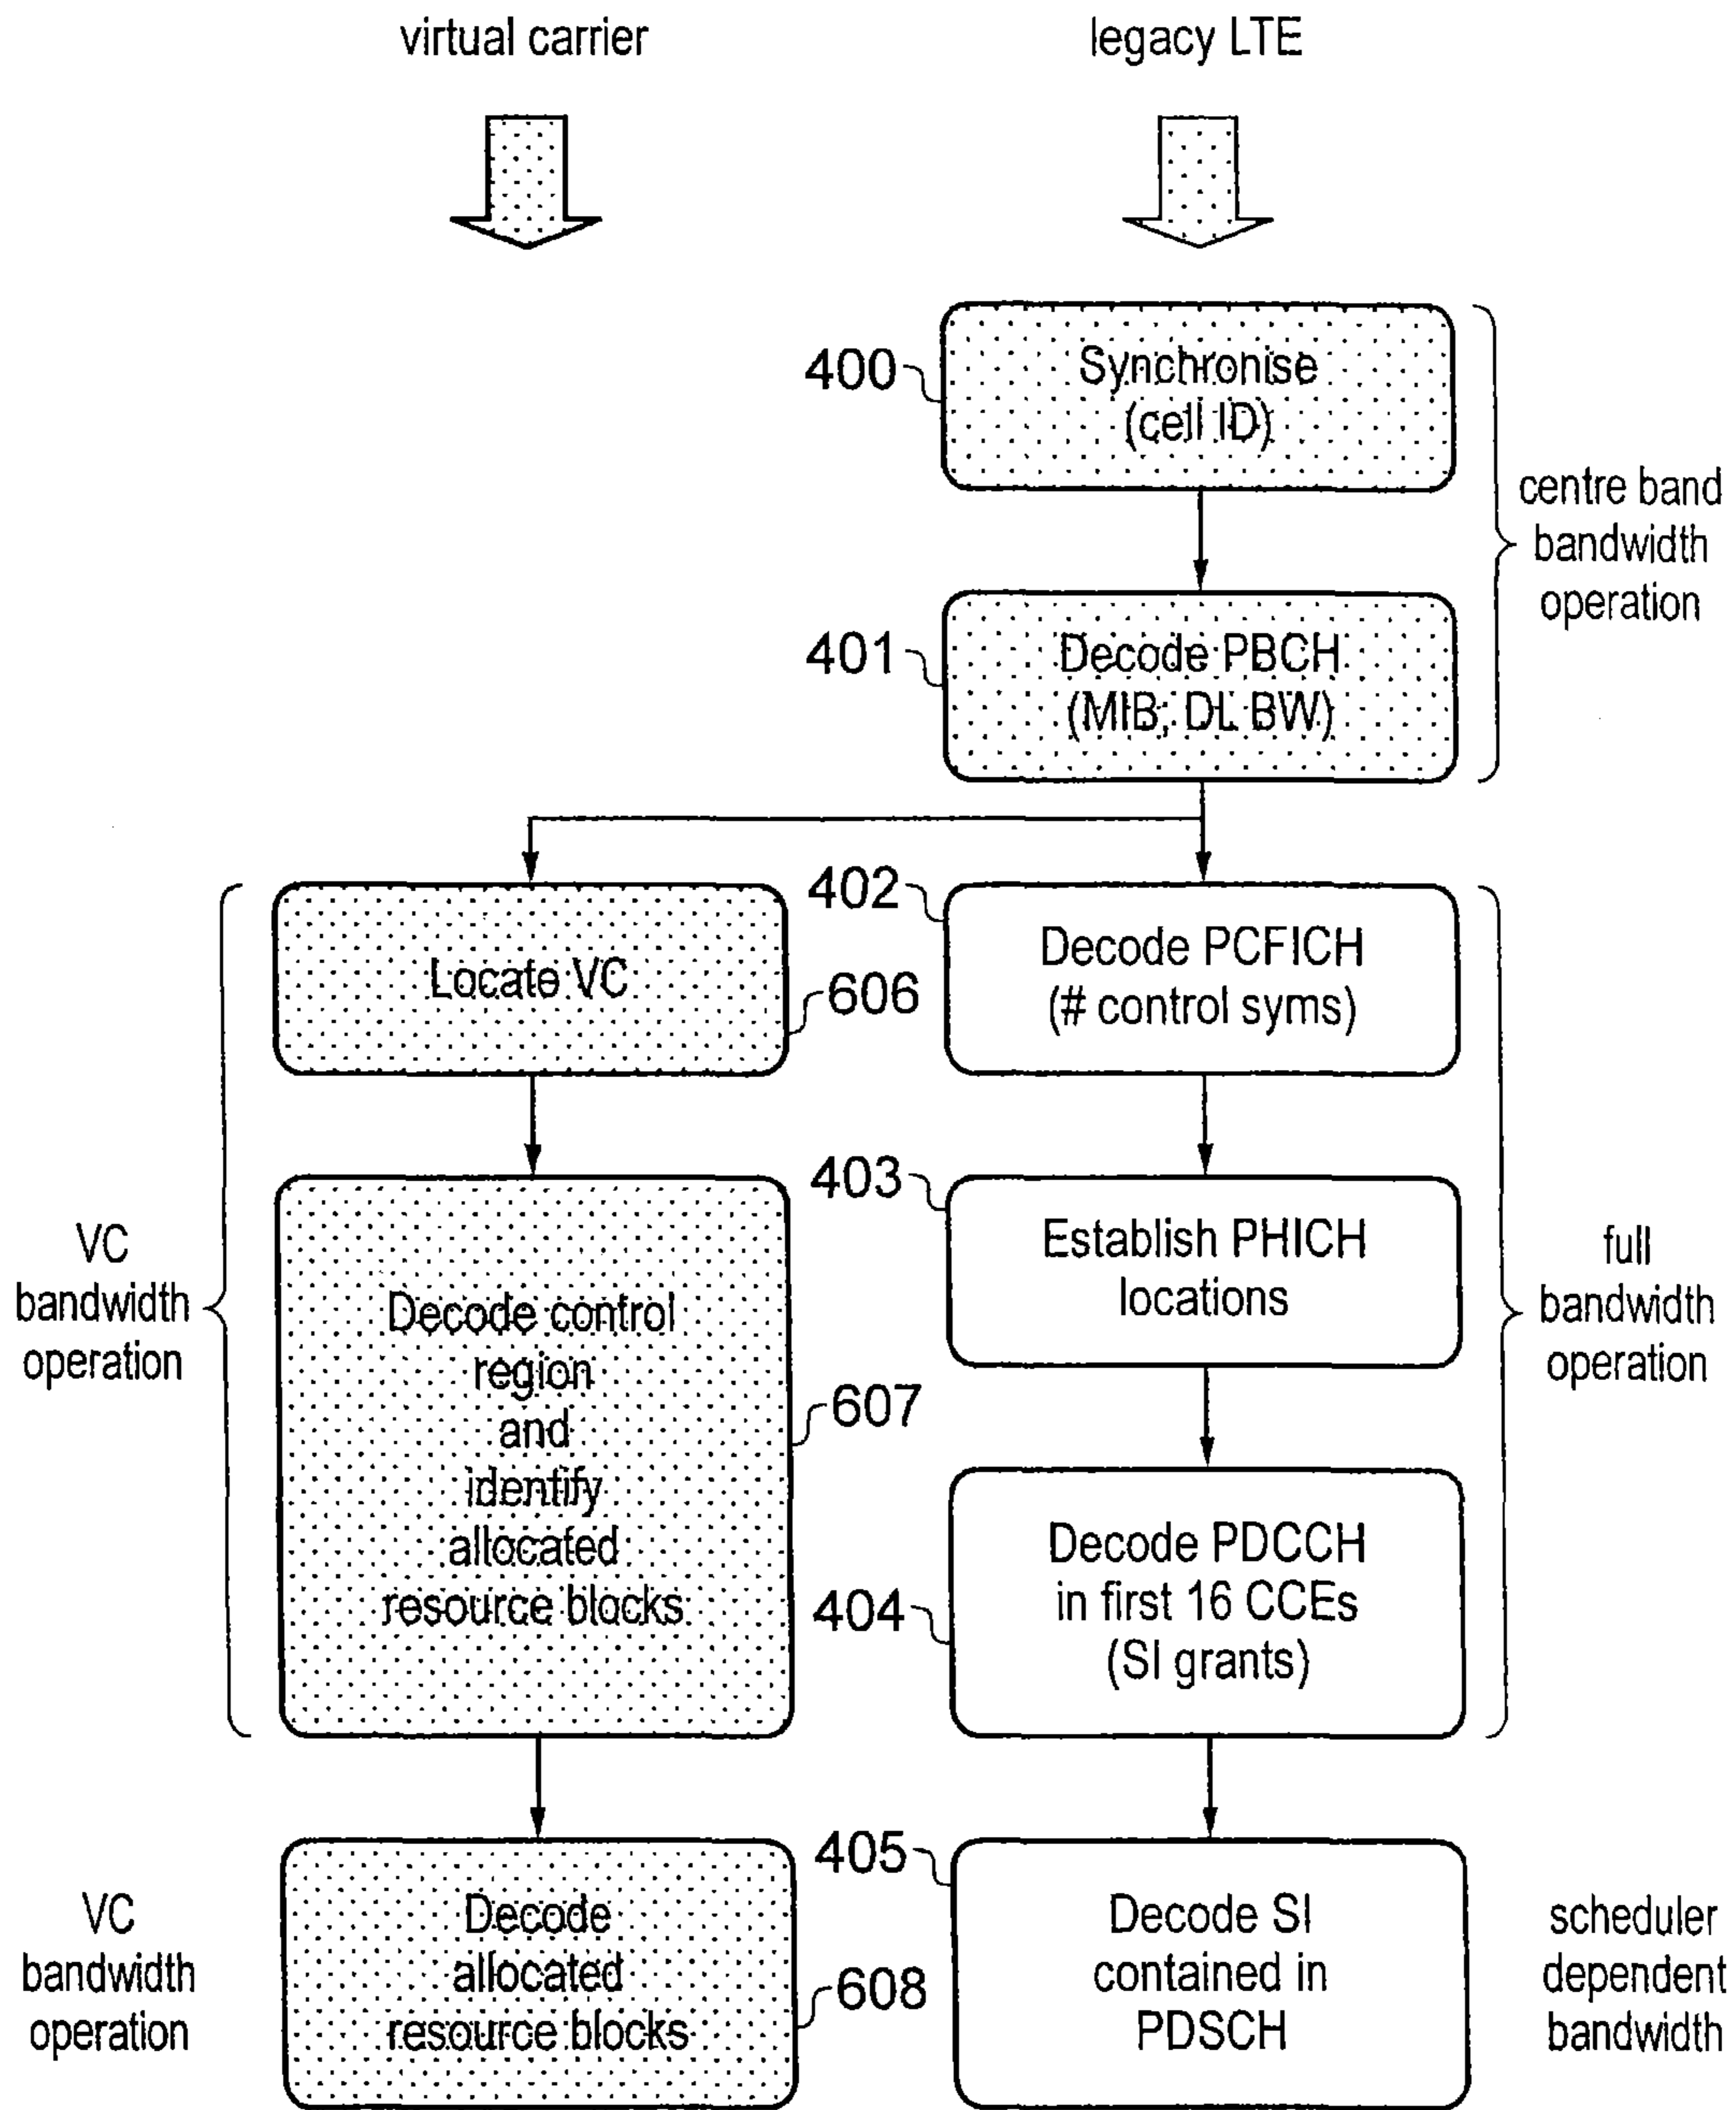 virtual carrier
legacy LTE
400
Synchronise
(cell ID)
centre band
bandwidth
operation
401
Decode PBCH
(MIB; DL BW)
402
Locate VC
606
Decode PCFICH
(# control syms)
VC
bandwidth
operation
Decode control
region
and
identify
allocated
resource blocks
607
403
Establish PHICH
locations
full
bandwidth
operation
404
Decode PDCCH
in first 16 CCEs
(SI grants)
VC
bandwidth
operation
Decode
allocated
resource blocks
608
405
Decode SI
contained in
PDSCH
scheduler
dependent
bandwidth